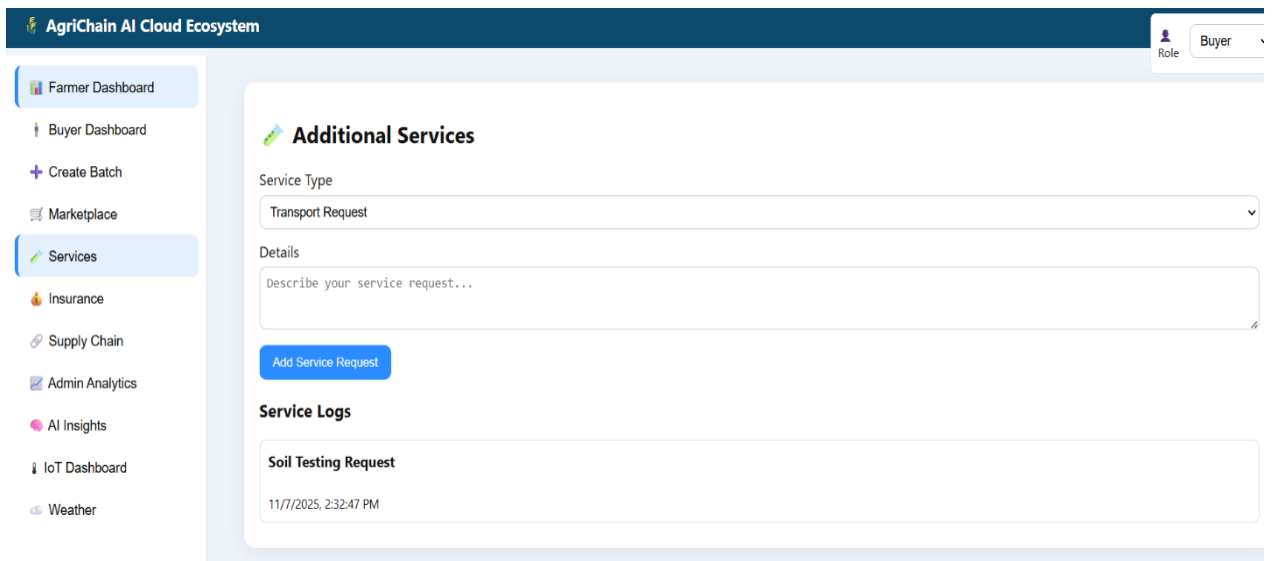 AgriChain AI Cloud Ecosystem
Role
Buyer
Farmer Dashboard
Buyer Dashboard
Create Batch
Marketplace
Services
Insurance
Supply Chain
Admin Analytics
AI Insights
IoT Dashboard
Weather
Additional Services
Service Type
Transport Request
Details
Describe your service request...
Add Service Request
Service Logs
Soil Testing Request
11/7/2025, 2:32:47 PM